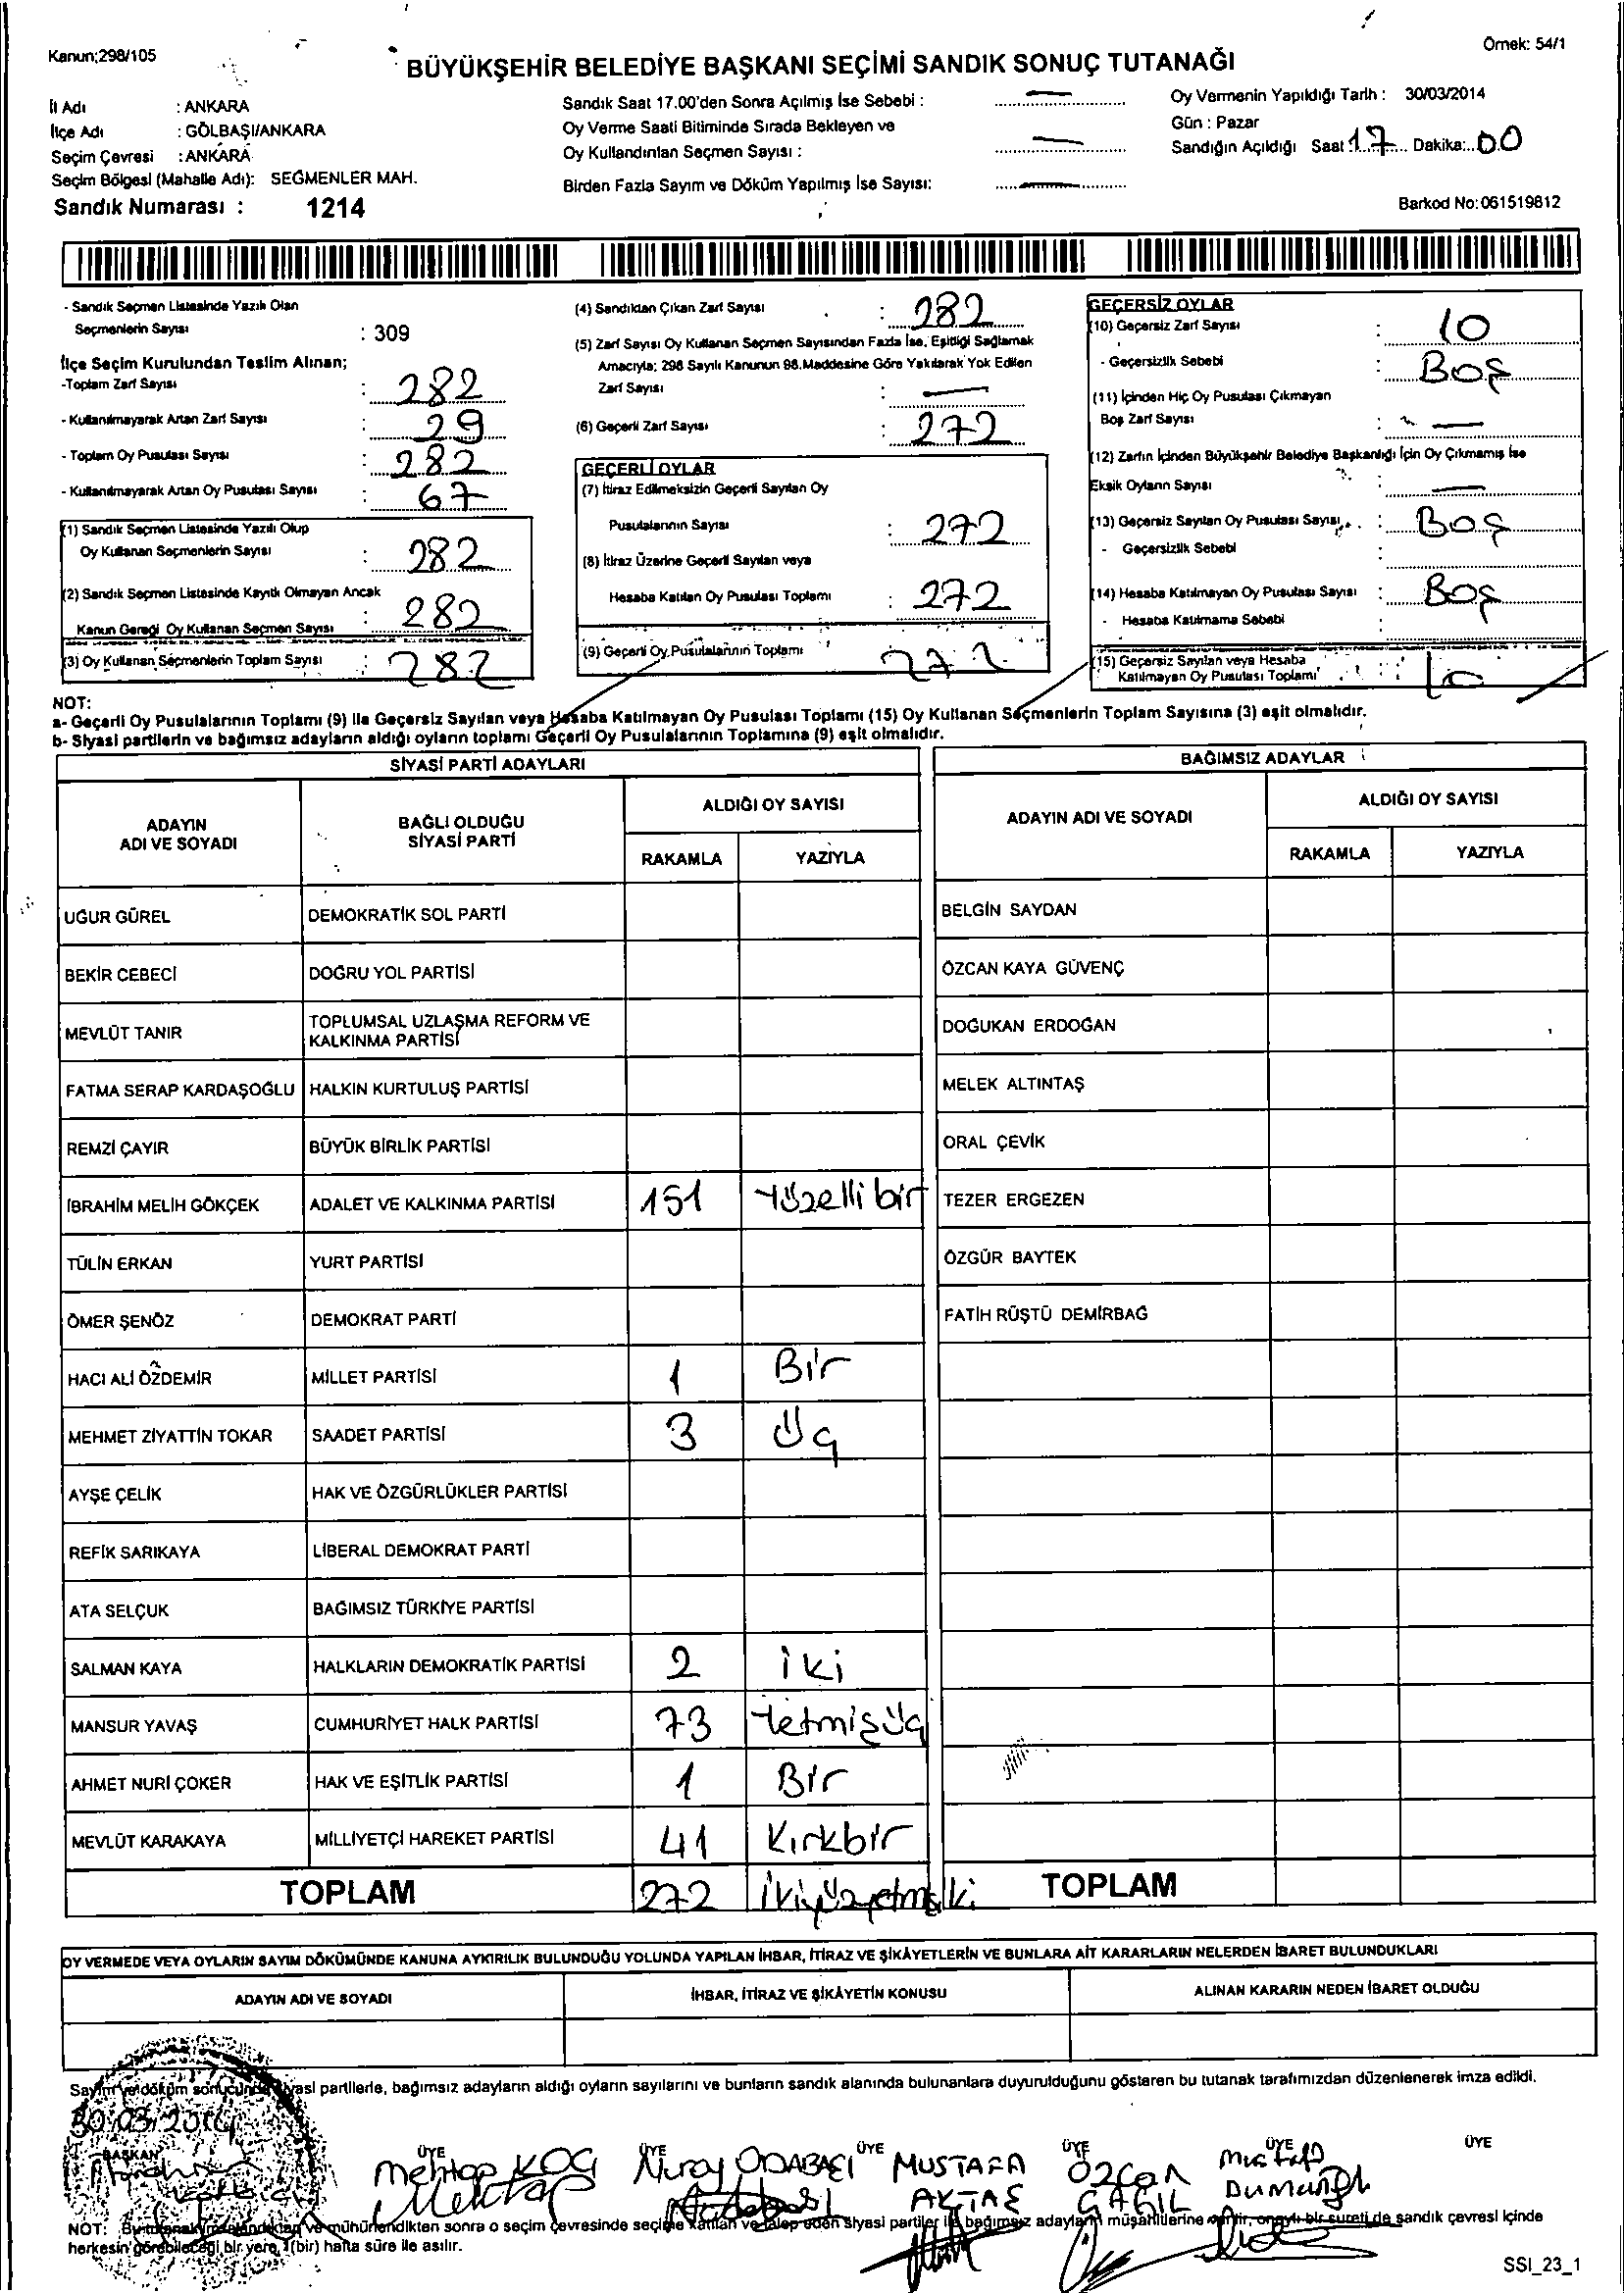 Kanun;298/105
Örnek: 54/1
BÜYÜKŞEHİR BELEDİYE BAŞKANI SEÇİMİ SANDIK SONUÇ TUTANAĞI
İl Adı : ANKARA
İlçe Adı : GÖLBAŞI/ANKARA
Seçim Çevresi : ANKARA
Seçim Bölgesi (Mahalle Adı): SEĞMENLER MAH.
Sandık Numarası : 1214
Sandık Saat 17.00'den Sonra Açılmış İse Sebebi : —
Oy Verme Saati Bitiminde Sırada Bekleyen ve
Oy Kullandırılan Seçmen Sayısı : —
Birden Fazla Sayım ve Döküm Yapılmış İse Sayısı: —
Oy Vermenin Yapıldığı Tarih : 30/03/2014
Gün : Pazar
Sandığın Açıldığı Saat:17 Dakika:00
Barkod No:061519812
- Sandık Seçmen Listesinde Yazılı Olan
Seçmenlerin Sayısı : 309
İlçe Seçim Kurulundan Teslim Alınan;
-Toplam Zarf Sayısı : 282
- Kullanılmayarak Artan Zarf Sayısı : 29
- Toplam Oy Pusulası Sayısı : 282
- Kullanılmayarak Artan Oy Pusulası Sayısı : 67
(1) Sandık Seçmen Listesinde Yazılı Olup
Oy Kullanan Seçmenlerin Sayısı : 282
(2) Sandık Seçmen Listesinde Kayıtlı Olmayan Ancak
Kanun Gereği Oy Kullanan Seçmen Sayısı : 282
(3) Oy Kullanan Seçmenlerin Toplam Sayısı : 282
(4) Sandıktan Çıkan Zarf Sayısı : 282
(5) Zarf Sayısı Oy Kullanan Seçmen Sayısından Fazla İse, Eşitliği Sağlamak
Amacıyla; 298 Sayılı Kanunun 98.Maddesine Göre Yakılarak Yok Edilen
Zarf Sayısı : —
(6) Geçerli Zarf Sayısı : 272
GEÇERLİ OYLAR
(7) İtiraz Edilmeksizin Geçerli Sayılan Oy
Pusulalarının Sayısı : 272
(8) İtiraz Üzerine Geçerli Sayılan veya
Hesaba Katılan Oy Pusulası Toplamı : 272
(9) Geçerli Oy Pusulalarının Toplamı : 272
GEÇERSİZ OYLAR
(10) Geçersiz Zarf Sayısı : 10
- Geçersizlik Sebebi : Boş
(11) İçinden Hiç Oy Pusulası Çıkmayan
Boş Zarf Sayısı : —
(12) Zarfın İçinden Büyükşehir Belediye Başkanlığı İçin Oy Çıkmamış İse
Eksik Oyların Sayısı : —
(13) Geçersiz Sayılan Oy Pusulası Sayısı : Boş
- Geçersizlik Sebebi :
(14) Hesaba Katılmayan Oy Pusulası Sayısı : Boş
- Hesaba Katılmama Sebebi :
(15) Geçersiz Sayılan veya Hesaba
Katılmayan Oy Pusulası Toplamı : 10
NOT:
a- Geçerli Oy Pusulalarının Toplamı (9) ile Geçersiz Sayılan veya Hesaba Katılmayan Oy Pusulası Toplamı (15) Oy Kullanan Seçmenlerin Toplam Sayısına (3) eşit olmalıdır.
b- Siyasi partilerin ve bağımsız adayların aldığı oyların toplamı Geçerli Oy Pusulalarının Toplamına (9) eşit olmalıdır.
SİYASİ PARTİ ADAYLARI
ADAYIN ADI VE SOYADI
BAĞLI OLDUĞU SİYASİ PARTİ
ALDIĞI OY SAYISI
RAKAMLA YAZIYLA
UĞUR GÜREL DEMOKRATİK SOL PARTİ
BEKİR CEBECİ DOĞRU YOL PARTİSİ
MEVLÜT TANIR TOPLUMSAL UZLAŞMA REFORM VE KALKINMA PARTİSİ
FATMA SERAP KARDAŞOĞLU HALKIN KURTULUŞ PARTİSİ
REMZİ ÇAYIR BÜYÜK BİRLİK PARTİSİ
İBRAHİM MELİH GÖKÇEK ADALET VE KALKINMA PARTİSİ 151 Yüzelli bir
TÜLİN ERKAN YURT PARTİSİ
ÖMER ŞENÖZ DEMOKRAT PARTİ
HACI ALİ ÖZDEMİR MİLLET PARTİSİ 1 Bir
MEHMET ZİYATTİN TOKAR SAADET PARTİSİ 3 Üç
AYŞE ÇELİK HAK VE ÖZGÜRLÜKLER PARTİSİ
REFİK SARIKAYA LİBERAL DEMOKRAT PARTİ
ATA SELÇUK BAĞIMSIZ TÜRKİYE PARTİSİ
SALMAN KAYA HALKLARIN DEMOKRATİK PARTİSİ 2 iki
MANSUR YAVAŞ CUMHURİYET HALK PARTİSİ 73 Yetmişüç
AHMET NURİ ÇOKER HAK VE EŞİTLİK PARTİSİ 1 Bir
MEVLÜT KARAKAYA MİLLİYETÇİ HAREKET PARTİSİ 41 Kırkbir
TOPLAM 272
BAĞIMSIZ ADAYLAR
ADAYIN ADI VE SOYADI
ALDIĞI OY SAYISI
RAKAMLA YAZIYLA
BELGİN SAYDAN
ÖZCAN KAYA GÜVENÇ
DOĞUKAN ERDOĞAN
MELEK ALTINTAŞ
ORAL ÇEVİK
TEZER ERGEZEN
ÖZGÜR BAYTEK
FATİH RÜŞTÜ DEMİRBAĞ
TOPLAM
OY VERMEDE VEYA OYLARIN SAYIM DÖKÜMÜNDE KANUNA AYKIRILIK BULUNDUĞU YOLUNDA YAPILAN İHBAR, İTİRAZ VE ŞİKÂYETLERİN VE BUNLARA AİT KARARLARIN NELERDEN İBARET BULUNDUKLARI
ADAYIN ADI VE SOYADI İHBAR, İTİRAZ VE ŞİKÂYETİN KONUSU ALINAN KARARIN NEDEN İBARET OLDUĞU
Sayım ve döküm sonucunda siyasi partilerle, bağımsız adayların aldığı oyların sayılarını ve bunların sandık alanında bulunanlara duyurulduğunu gösteren bu tutanak tarafımızdan düzenlenerek imza edildi.
30.03.2014
BAŞKAN ÜYE ÜYE ÜYE ÜYE ÜYE ÜYE
Mehtap KOÇ Nuray ODABAŞI MUSTAFA AKTAŞ ÖZCAN Mustafa
NOT: ve mühürlendikten sonra o seçim çevresinde seçime katılan ve talep eden siyasi partiler ile bağımsız adayların müşahitlerine verilir, onaylı bir sureti de sandık çevresi içinde
herkesin görebileceği bir yere, 1(bir) hafta süre ile asılır.
SSI_23_1